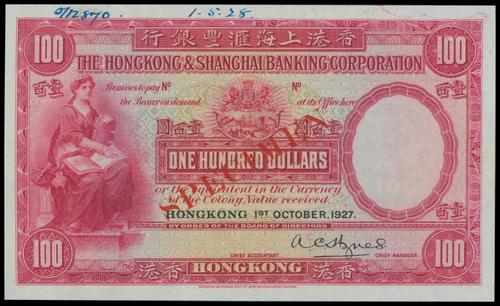 O/12870 1.5.28.
100 行銀豐滙海上港香 100
THE HONGKONG & SHANGHAI BANKING CORPORATION
Promises to pay No No
the Bearer on demand at its Office here
百壹 圓百 圓百壹 百壹
ONE HUNDRED DOLLARS
SPECIMEN
or the equivalent in the Currency
of the Colony, Value received.
HONGKONG 1ST OCTOBER, 1927.
BY ORDER OF THE BOARD OF DIRECTORS
A C Hynes
CHIEF ACCOUNTANT. CHIEF MANAGER.
100 港香 HONGKONG 港香 100